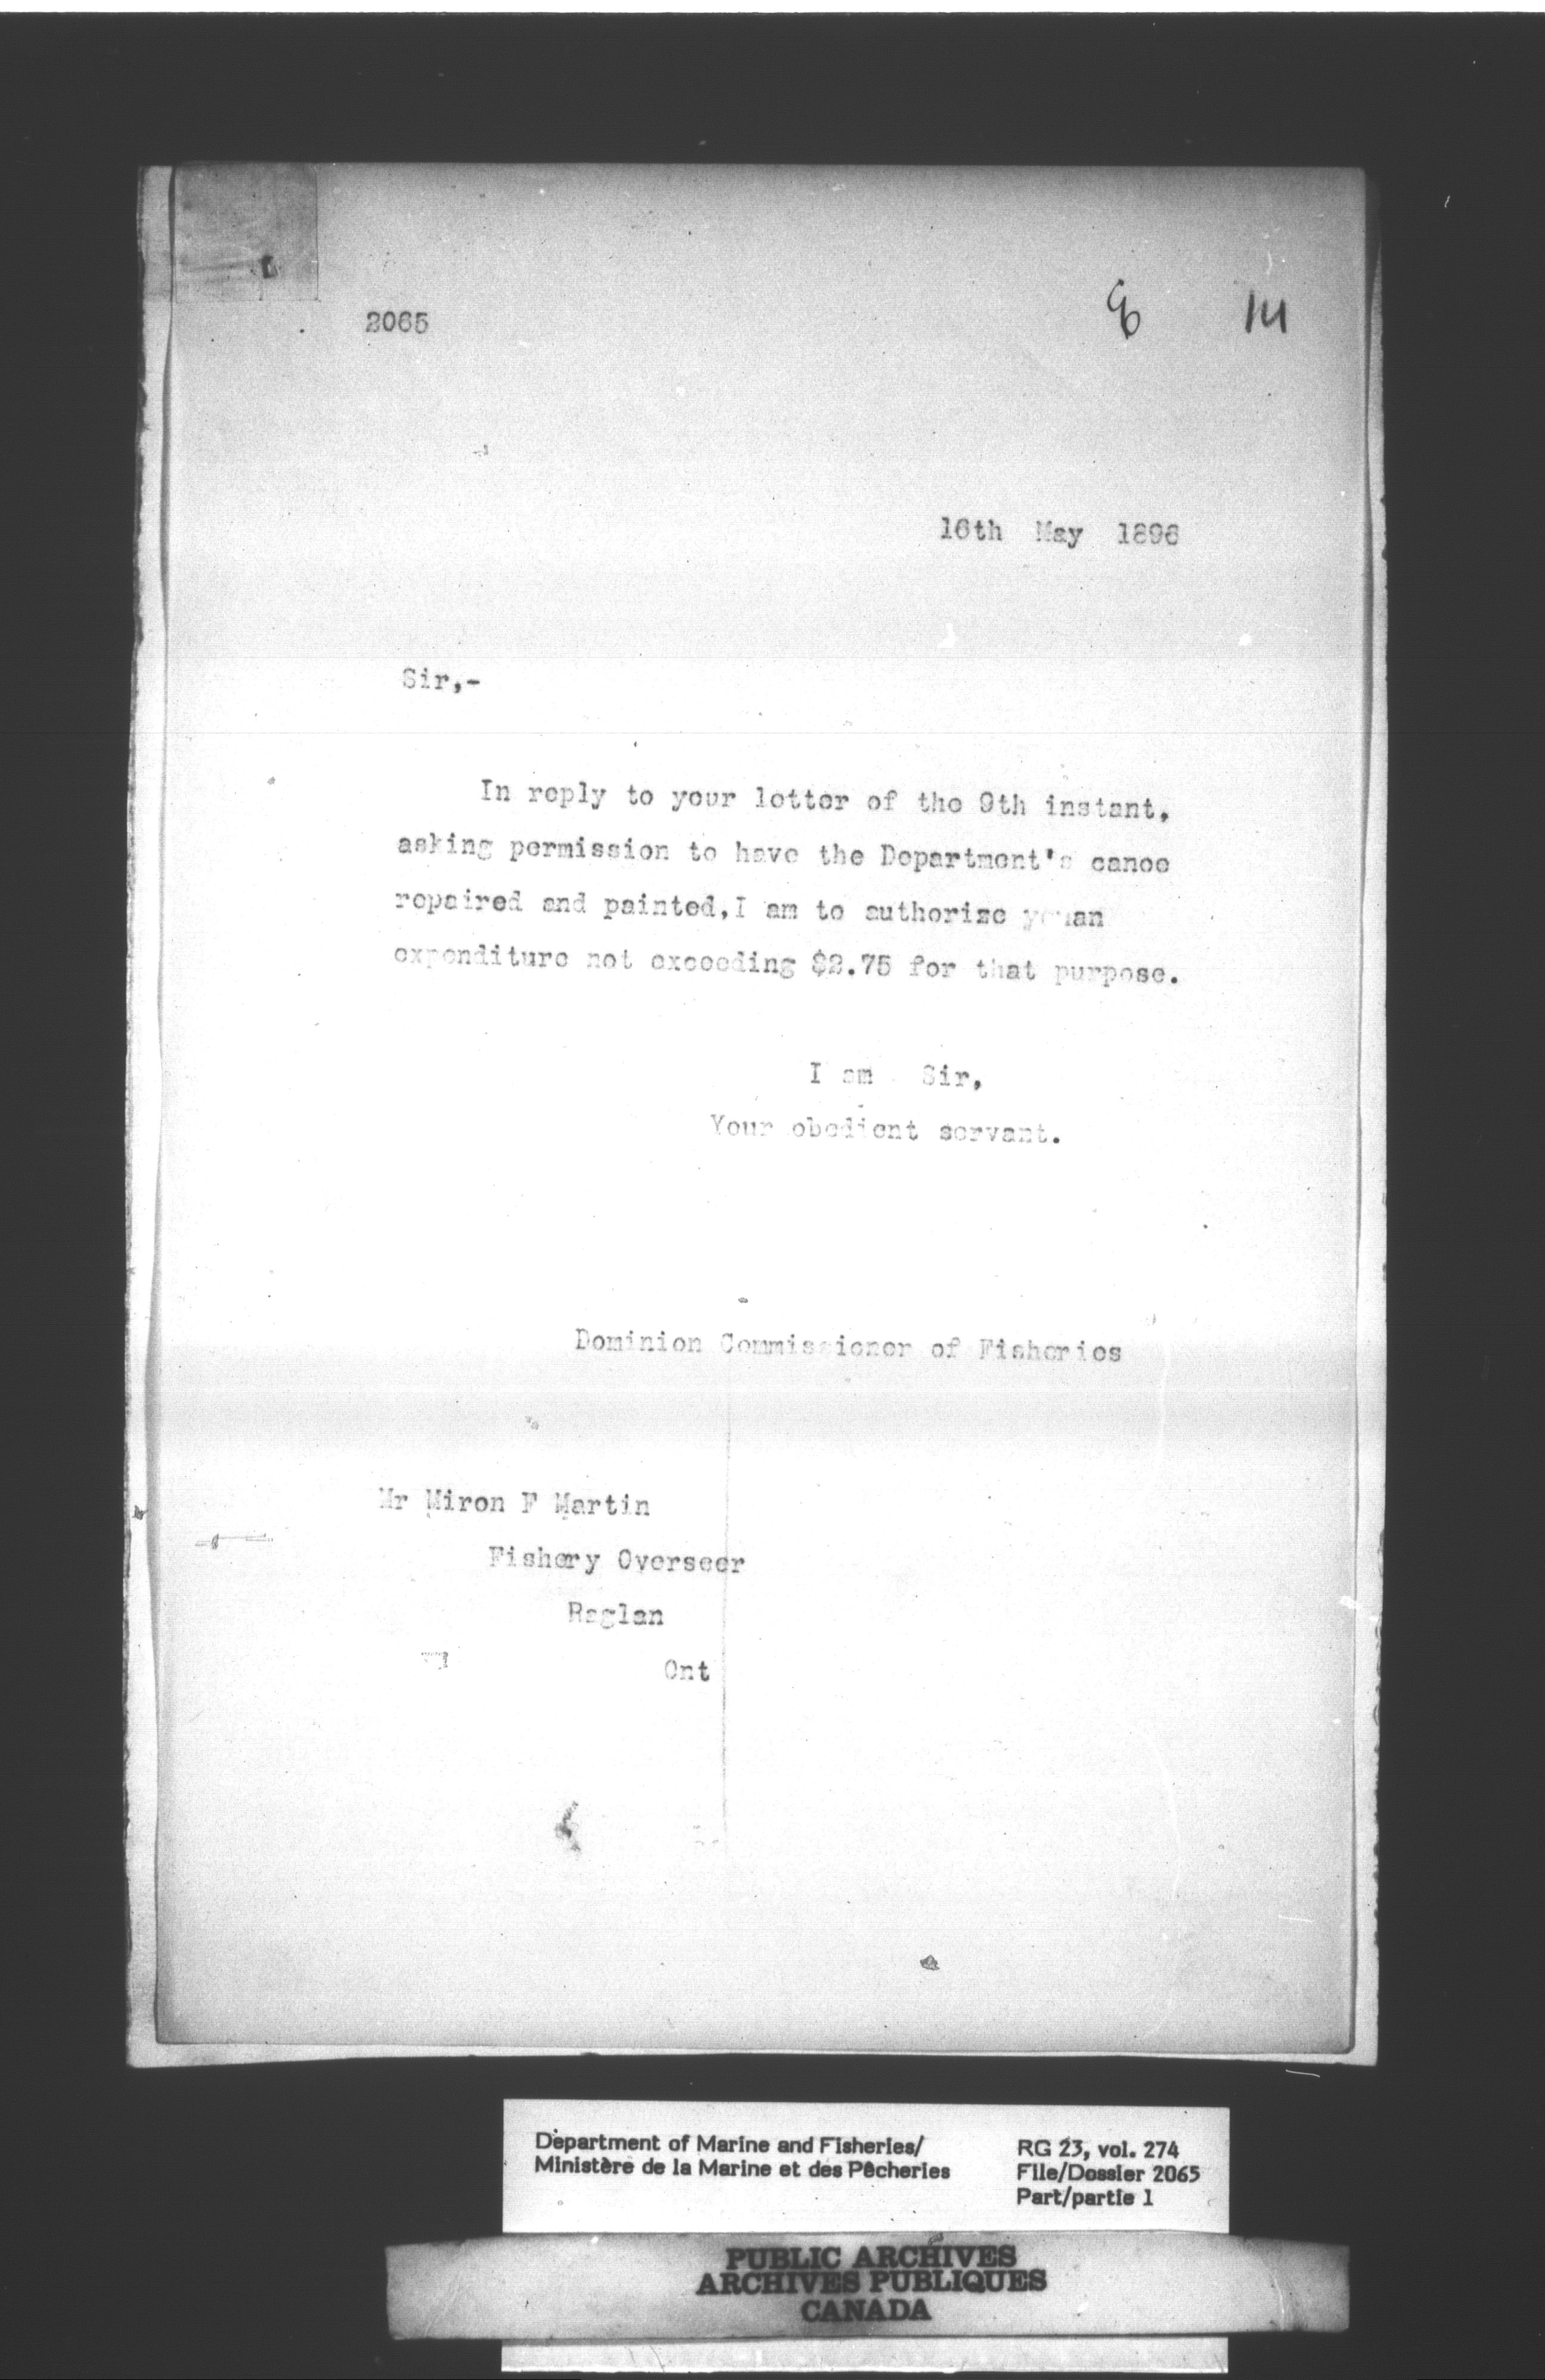 2065
16th May 1896
Sir,-
In reply to your letter of the 9th instant,
asking permission to have the Department's canoe
repaired and painted, I am to authorize you an
expenditure not exceeding $2.75 for that purpose.
I am Sir,
Your obedient servant.
Dominion Commissioner of Fisheries
Mr Miron F Martin
Fishery Overseer
Raglan
Ont
Department of Marine and Fisheries/
Ministère de la Marine et des Pêcheries
RG 23, vol. 274
File/Dossier 2065
Part/partie 1
PUBLIC ARCHIVES
ARCHIVES PUBLIQUES
CANADA